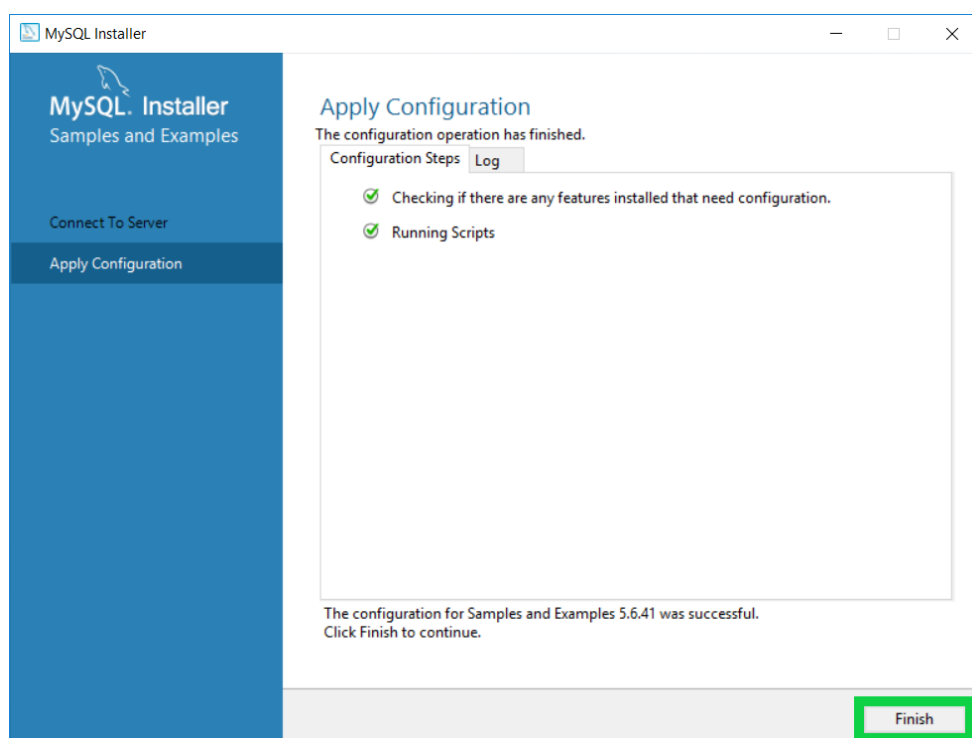 MySQL Installer
MySQL. Installer
Samples and Examples
Connect To Server
Apply Configuration
Apply Configuration
The configuration operation has finished.
Configuration Steps Log
Checking if there are any features installed that need configuration.
Running Scripts
The configuration for Samples and Examples 5.6.41 was successful.
Click Finish to continue.
Finish